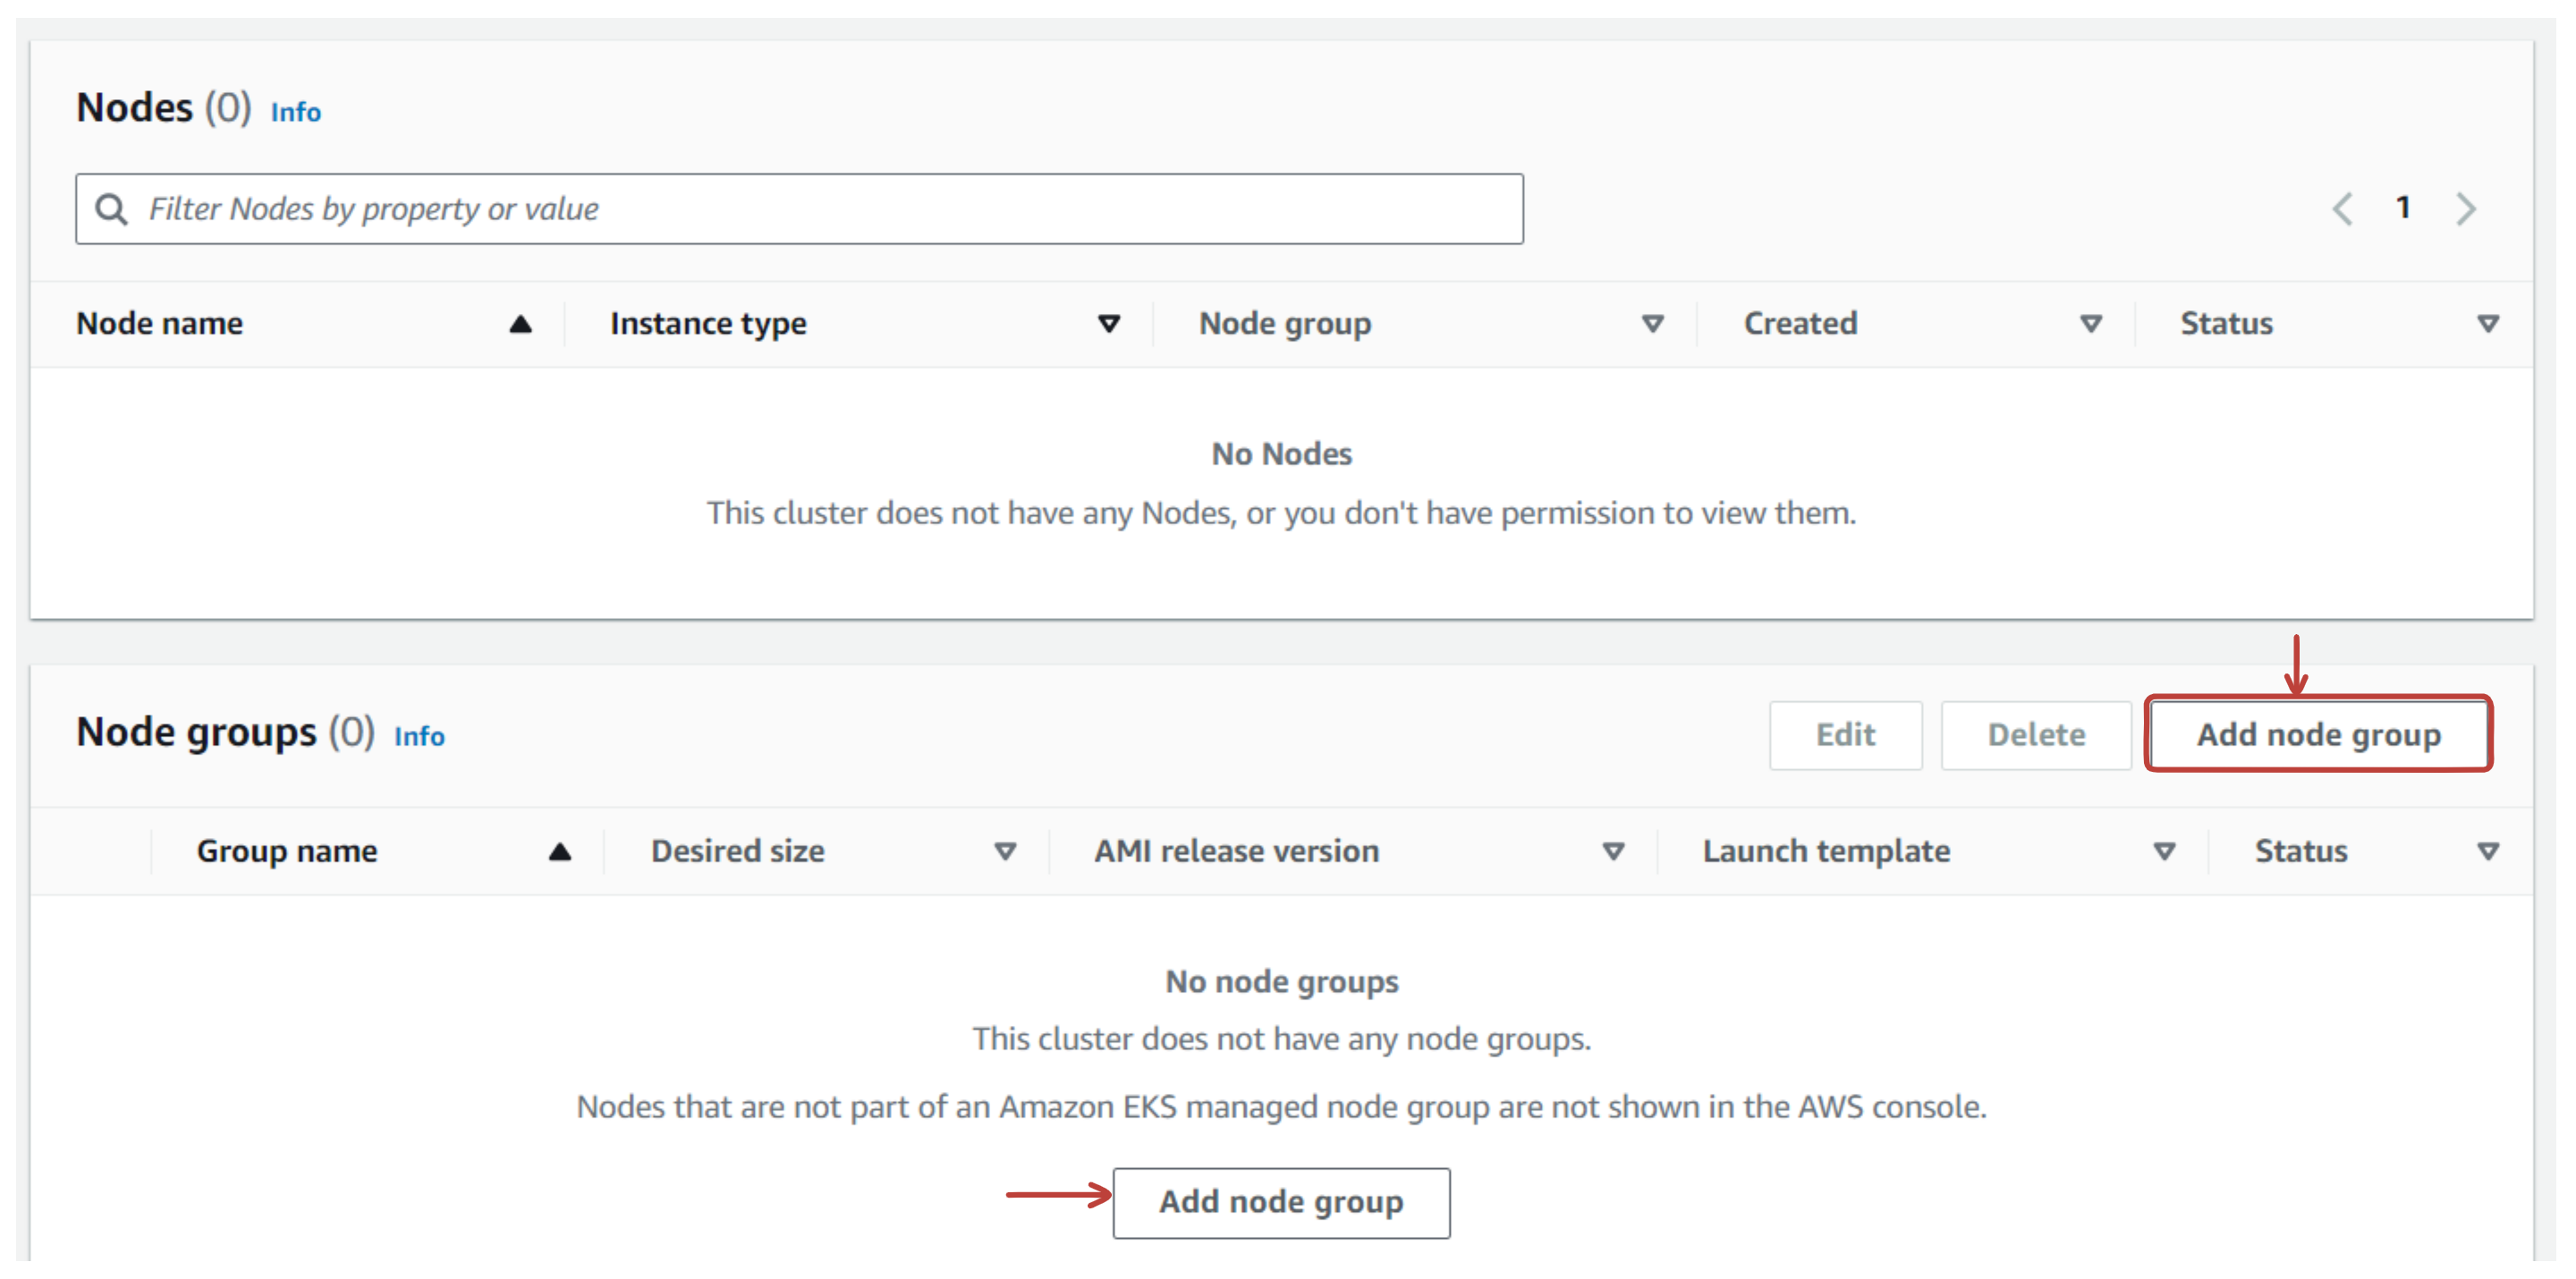 Nodes (0) Info
Filter Nodes by property or value
1
Node name Instance type Node group Created Status
No Nodes
This cluster does not have any Nodes, or you don't have permission to view them.
Node groups (0) Info Edit Delete Add node group
Group name Desired size AMI release version Launch template Status
No node groups
This cluster does not have any node groups.
Nodes that are not part of an Amazon EKS managed node group are not shown in the AWS console.
Add node group